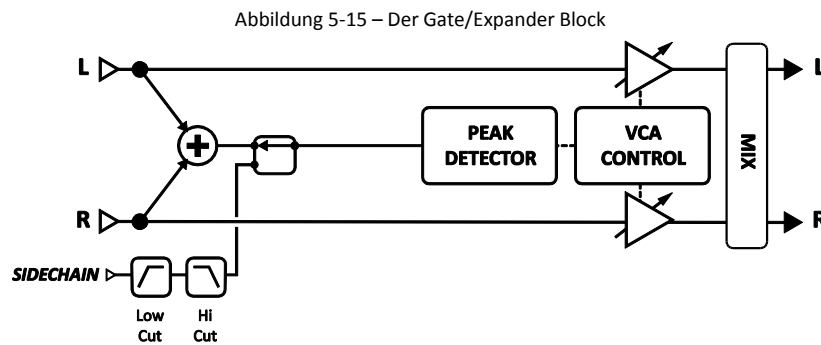 Abbildung 5-15 – Der Gate/Expander Block
L
L
PEAK
DETECTOR
VCA
CONTROL
MIX
R
R
SIDECHAIN
Low
Cut
Hi
Cut